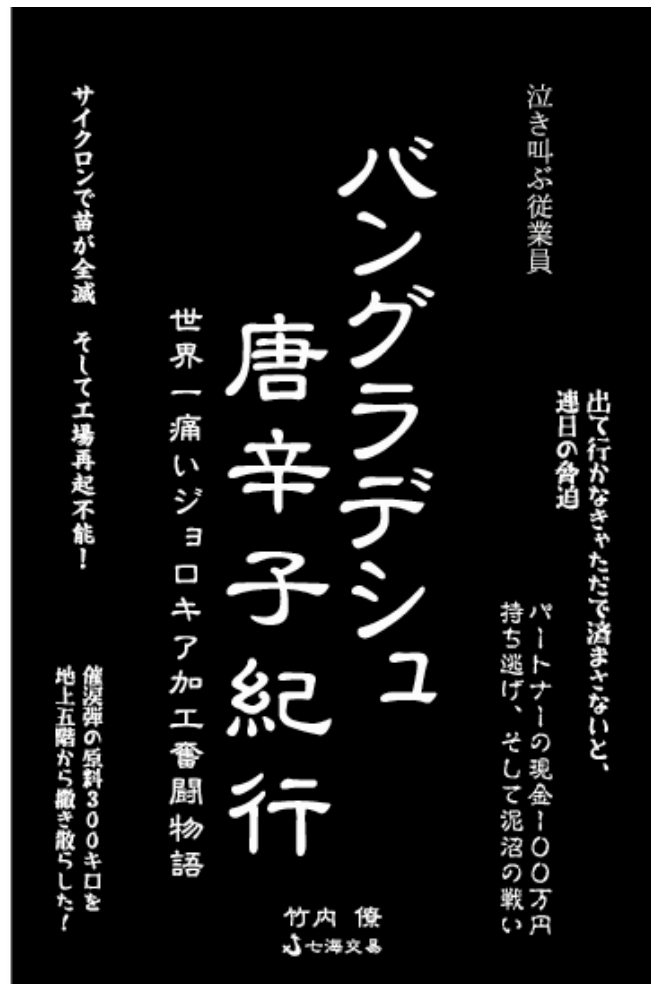 泣き叫ぶ従業員
出て行かなきゃただで済まさないと、
連日の脅迫
パートナーの現金100万円
持ち逃げ、そして泥沼の戦い
バングラデシュ
唐辛子紀行
世界一痛いジョロキア加工奮闘物語
サイクロンで苗が全滅　そして工場再起不能！
催涙弾の原料300キロを
地上五階から撒き散らした！
竹内 僚
七海交易